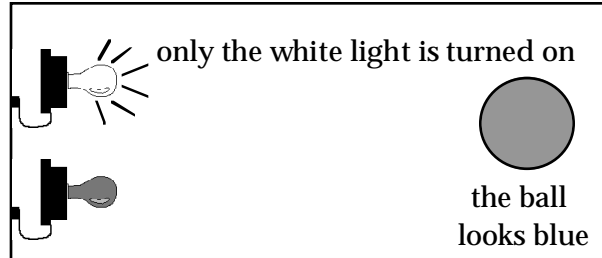 only the white light is turned on
the ball
looks blue